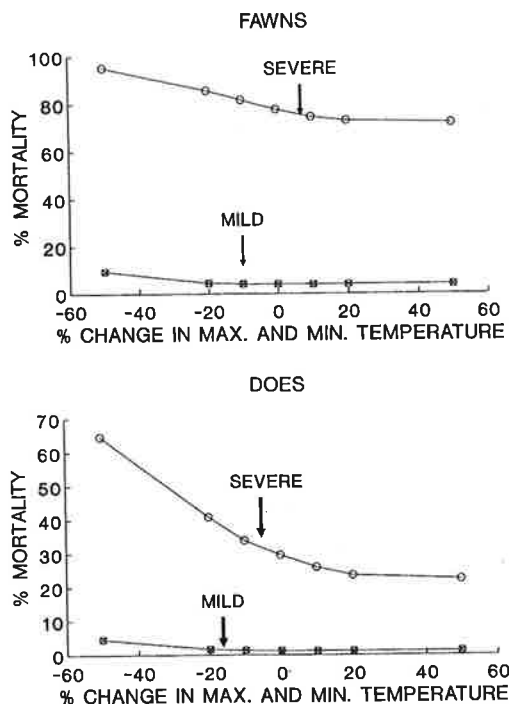 FAWNS
100
80
60
40
20
0
% MORTALITY
SEVERE
MILD
-60 -40 -20 0 20 40 60
% CHANGE IN MAX. AND MIN. TEMPERATURE
DOES
70
60
50
40
30
20
10
0
% MORTALITY
SEVERE
MILD
-60 -40 -20 0 20 40 60
% CHANGE IN MAX. AND MIN. TEMPERATURE